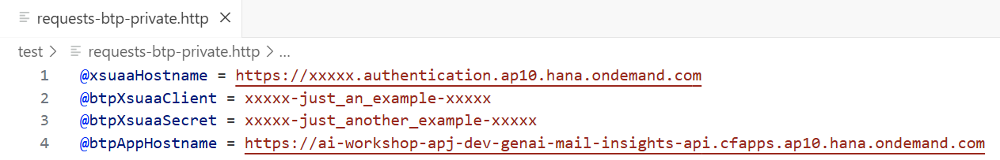 requests-btp-private.http ×
test > requests-btp-private.http > ...
1 @xsuaaHostname = https://xxxxx.authentication.ap10.hana.ondemand.com
2 @btpXsuaaClient = xxxxx-just_an_example-xxxxx
3 @btpXsuaaSecret = xxxxx-just_another_example-xxxxx
4 @btpAppHostname = https://ai-workshop-apj-dev-genai-mail-insights-api.cfapps.ap10.hana.ondemand.com